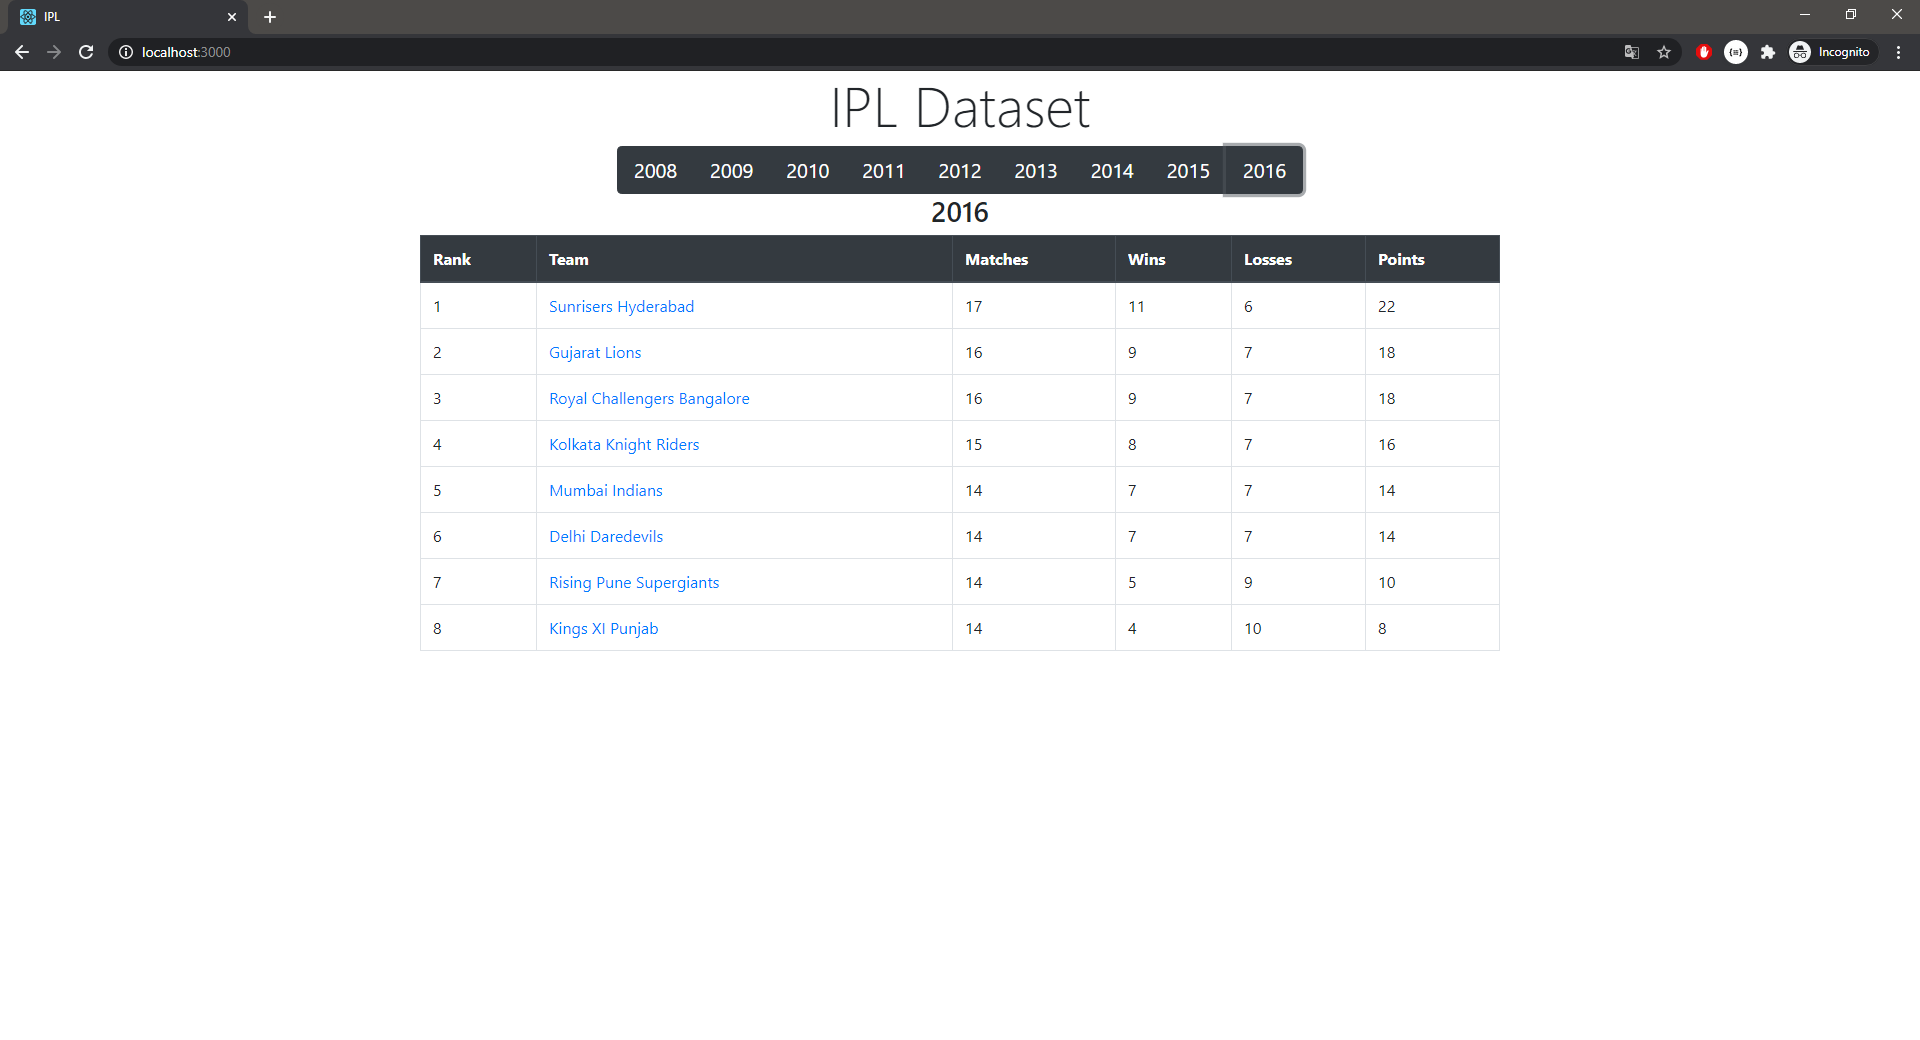 IPL
localhost:3000
Incognito
IPL Dataset
2008 2009 2010 2011 2012 2013 2014 2015 2016
2016
Rank Team Matches Wins Losses Points
1 Sunrisers Hyderabad 17 11 6 22
2 Gujarat Lions 16 9 7 18
3 Royal Challengers Bangalore 16 9 7 18
4 Kolkata Knight Riders 15 8 7 16
5 Mumbai Indians 14 7 7 14
6 Delhi Daredevils 14 7 7 14
7 Rising Pune Supergiants 14 5 9 10
8 Kings XI Punjab 14 4 10 8